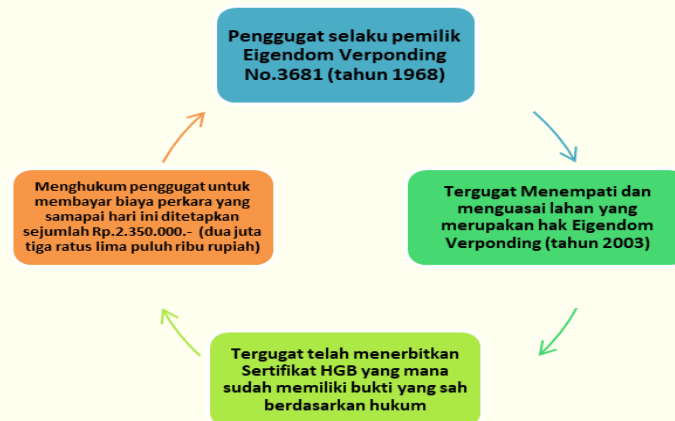 Penggugat selaku pemilik
Eigendom Verponding
No.3681 (tahun 1968)
Tergugat Menempati dan
menguasai lahan yang
merupakan hak Eigendom
Verponding (tahun 2003)
Tergugat telah menerbitkan
Sertifikat HGB yang mana
sudah memiliki bukti yang sah
berdasarkan hukum
Menghukum penggugat untuk
membayar biaya perkara yang
samapai hari ini ditetapkan
sejumlah Rp.2.350.000.- (dua juta
tiga ratus lima puluh ribu rupiah)